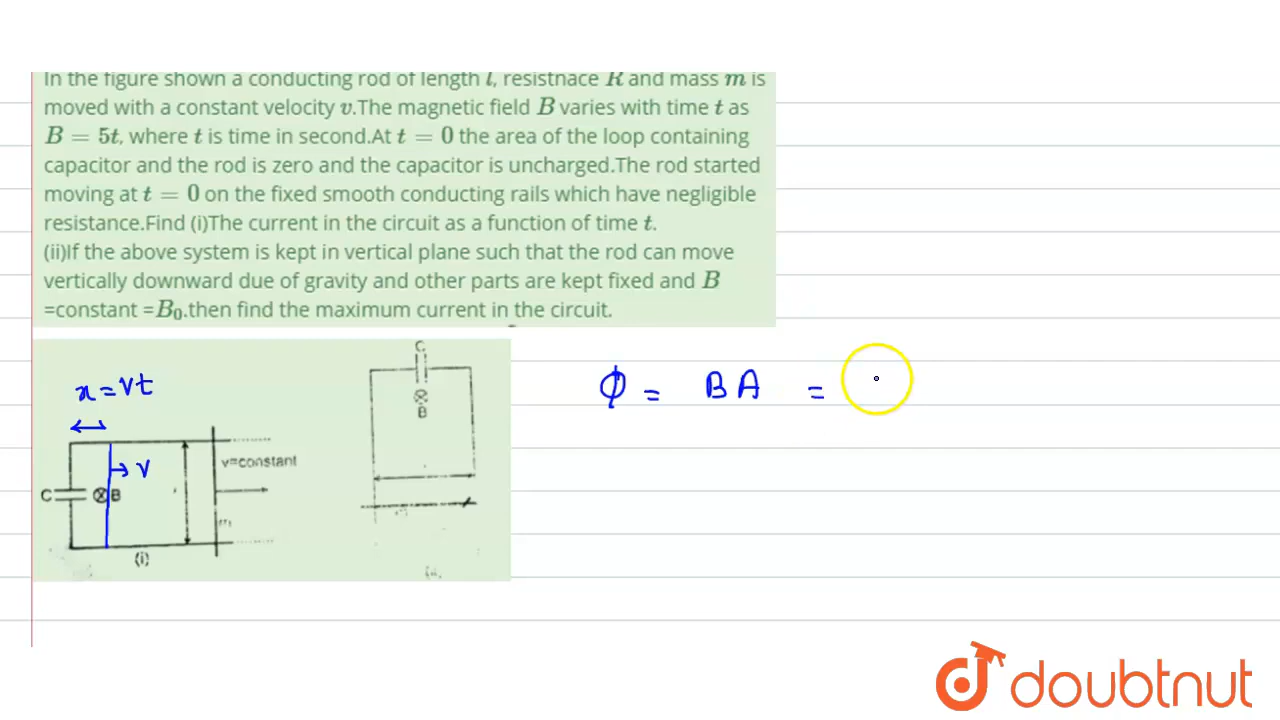 In the figure shown a conducting rod of length l, resistnace R and mass m is
moved with a constant velocity v.The magnetic field B varies with time t as
B = 5t, where t is time in second.At t = 0 the area of the loop containing
capacitor and the rod is zero and the capacitor is uncharged.The rod started
moving at t = 0 on the fixed smooth conducting rails which have negligible
resistance.Find (i)The current in the circuit as a function of time t.
(ii)If the above system is kept in vertical plane such that the rod can move
vertically downward due of gravity and other parts are kept fixed and B
=constant =B₀.then find the maximum current in the circuit.
x = vt
v
C
B
v=constant
m
(i)
C
B
ϕ = BA =
doubtnut